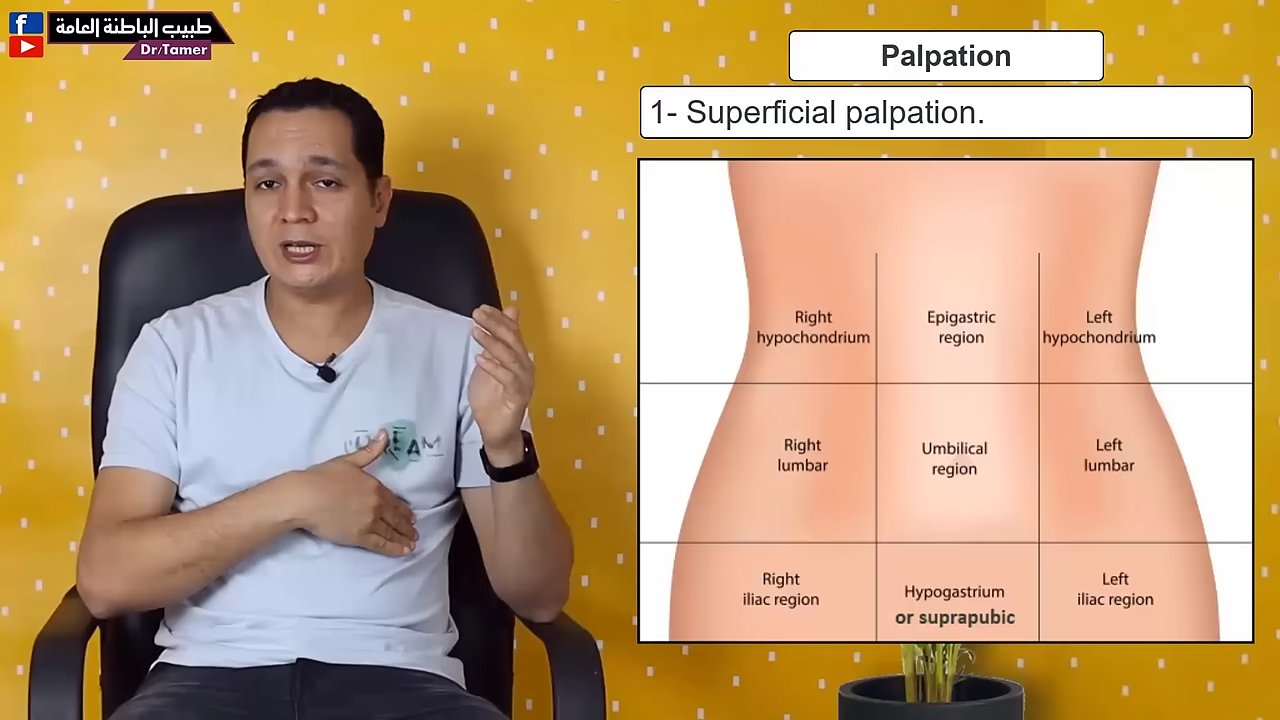 طبيب الباطنة العامة
Dr/Tamer
Palpation
1- Superficial palpation.
Right
hypochondrium
Epigastric
region
Left
hypochondrium
Right
lumbar
Umbilical
region
Left
lumbar
Right
iliac region
Hypogastrium
or suprapubic
Left
iliac region